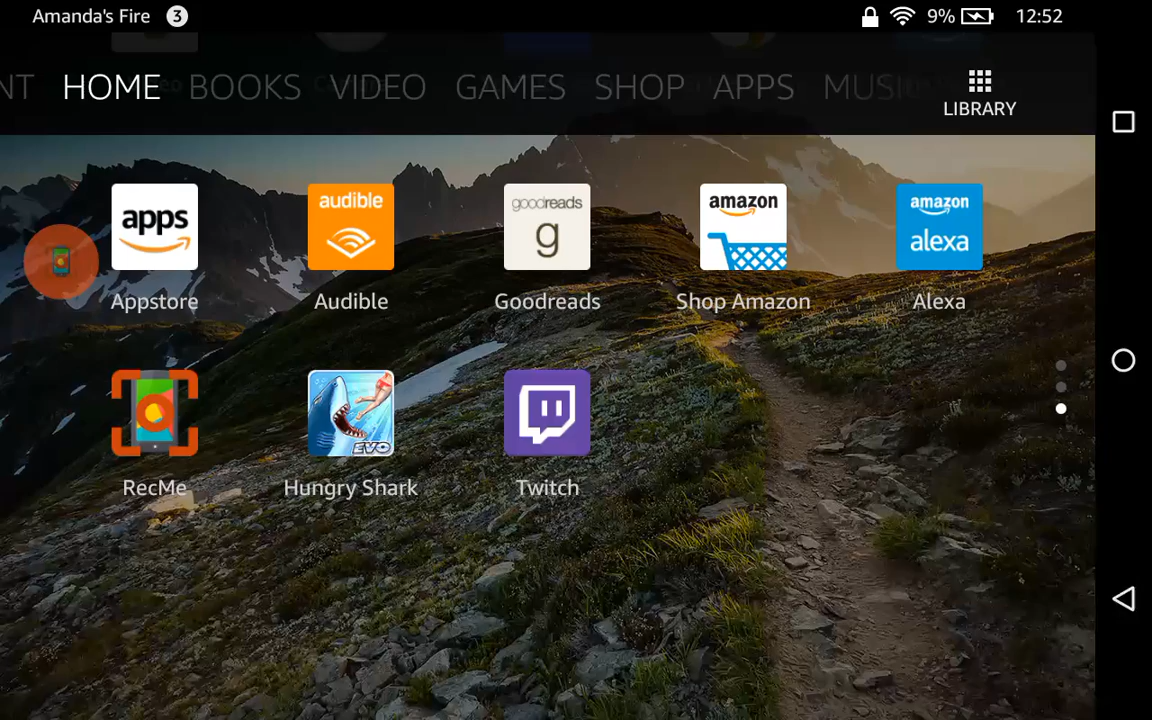 Amanda's Fire 3 9% 12:52
NT HOME BOOKS VIDEO GAMES SHOP APPS MUSI
LIBRARY
apps audible goodreads g amazon amazon alexa
Appstore Audible Goodreads Shop Amazon Alexa
EVO
RecMe Hungry Shark Twitch